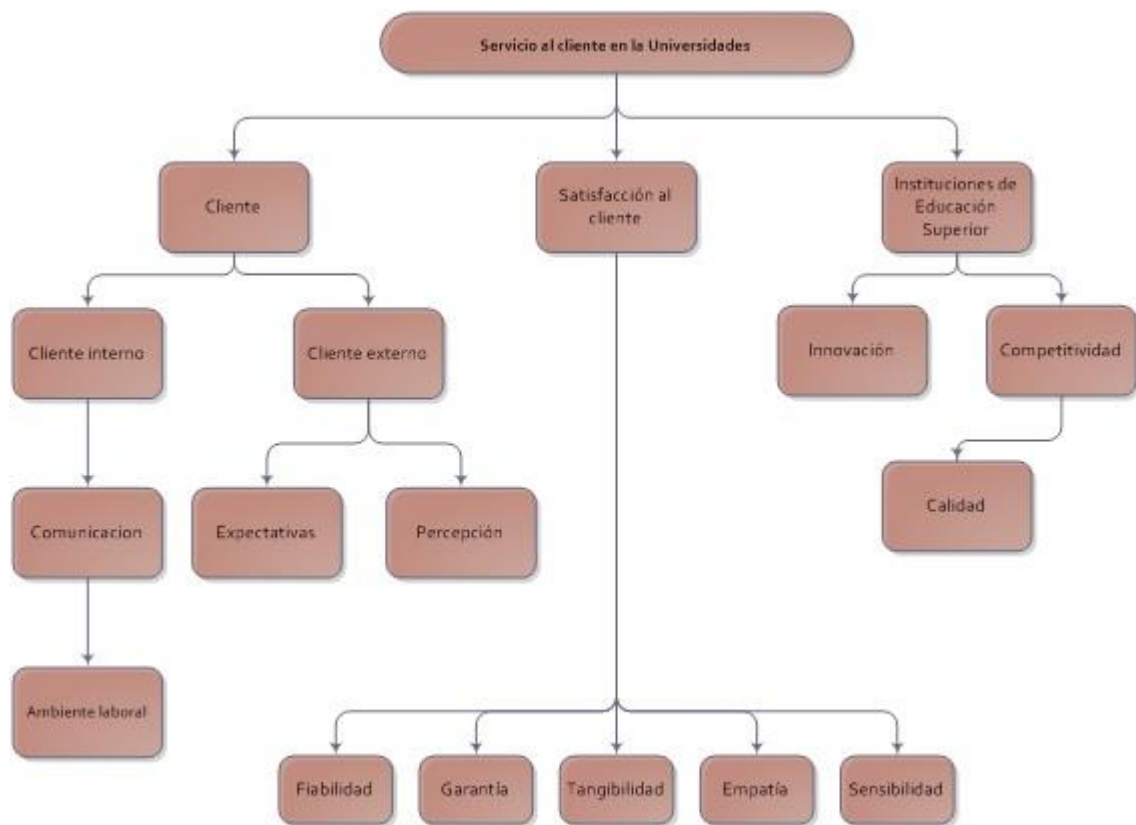 Servicio al cliente en la Universidades
Cliente
Satisfacción al
cliente
Instituciones de
Educación
Superior
Cliente interno
Cliente externo
Innovación
Competitividad
Comunicacion
Expectativas
Percepción
Calidad
Ambiente laboral
Fiabilidad
Garantía
Tangibilidad
Empatía
Sensibilidad